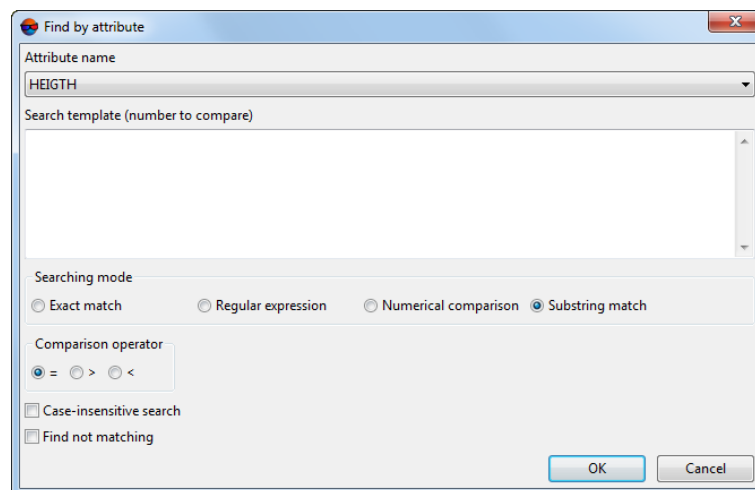 Find by attribute
Attribute name
HEIGTH
Search template (number to compare)
Searching mode
Exact match Regular expression Numerical comparison Substring match
Comparison operator
= > <
Case-insensitive search
Find not matching
OK Cancel